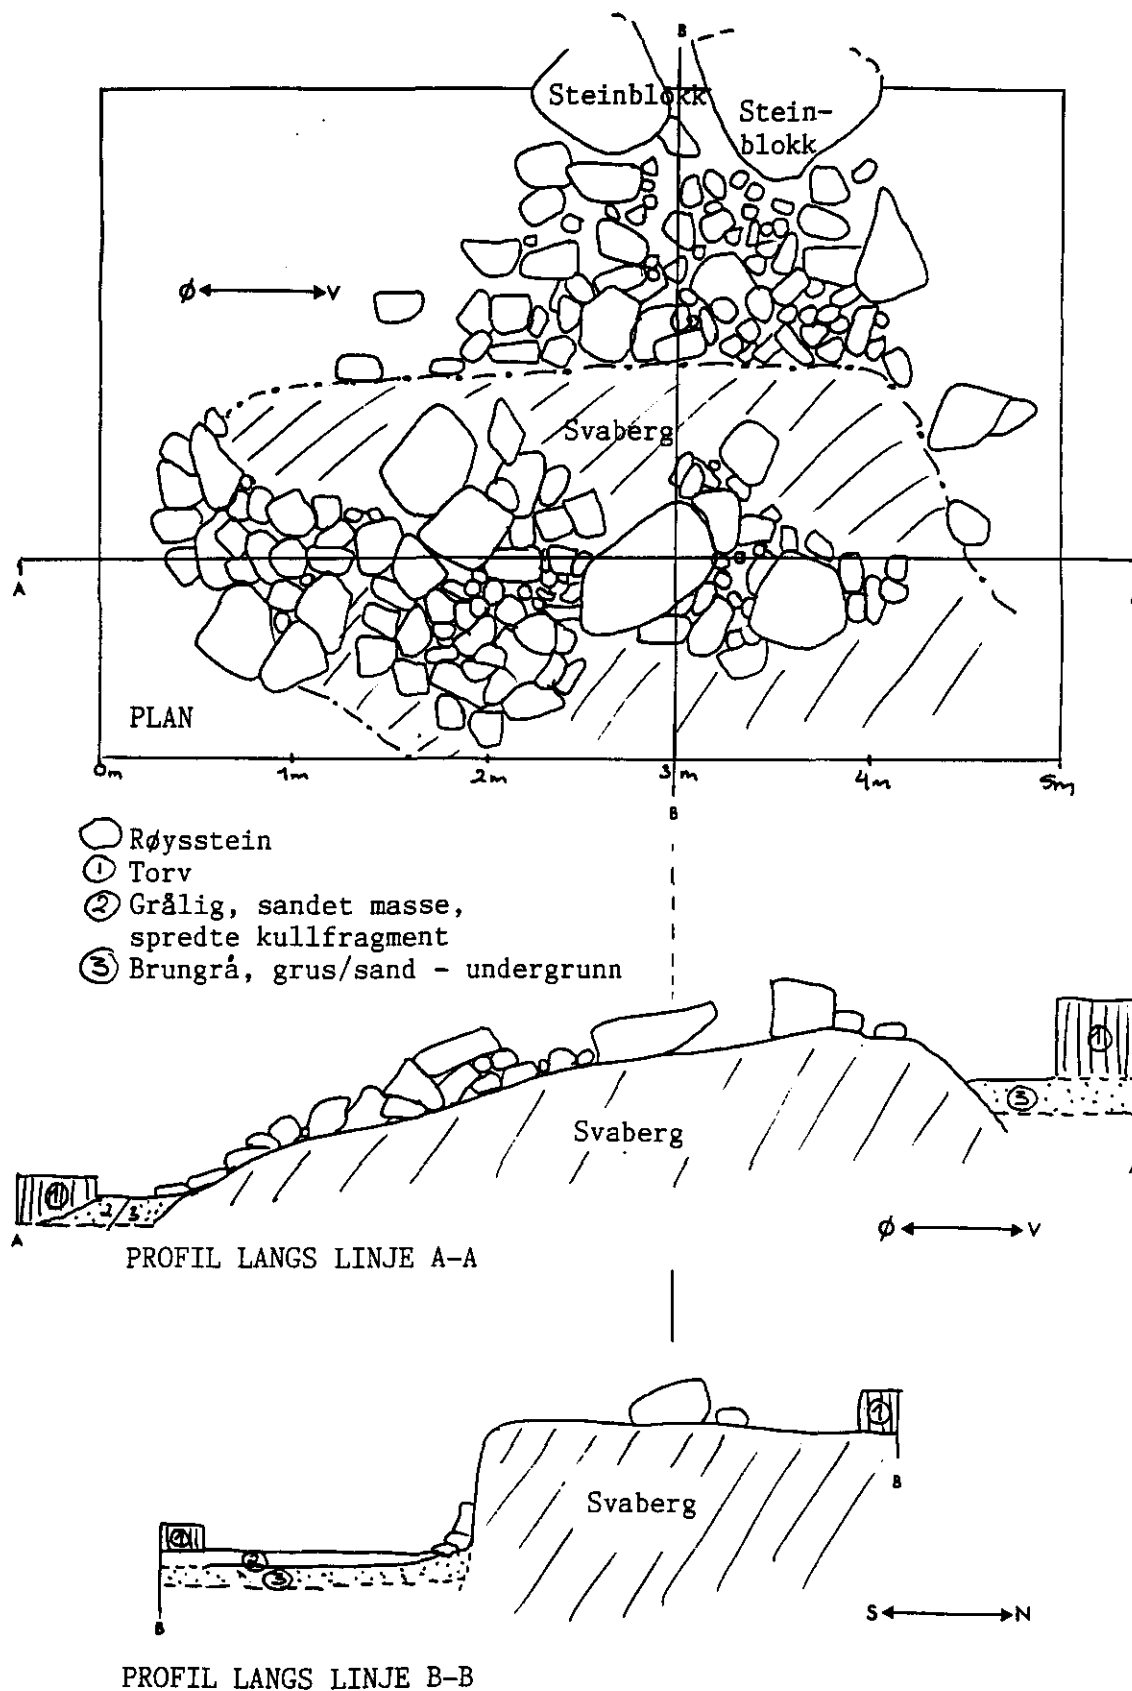 B
Steinblokk
Stein-
blokk
Ø V
Svaberg
A
PLAN
0m 1m 2m 3m 4m 5m
B
Røysstein
1 Torv
2 Grålig, sandet masse,
spredte kullfragment
3 Brungrå, grus/sand - undergrunn
1
3
Svaberg
1
2 3
A
Ø V
PROFIL LANGS LINJE A-A
1
B
Svaberg
1
2
3
B
S N
PROFIL LANGS LINJE B-B